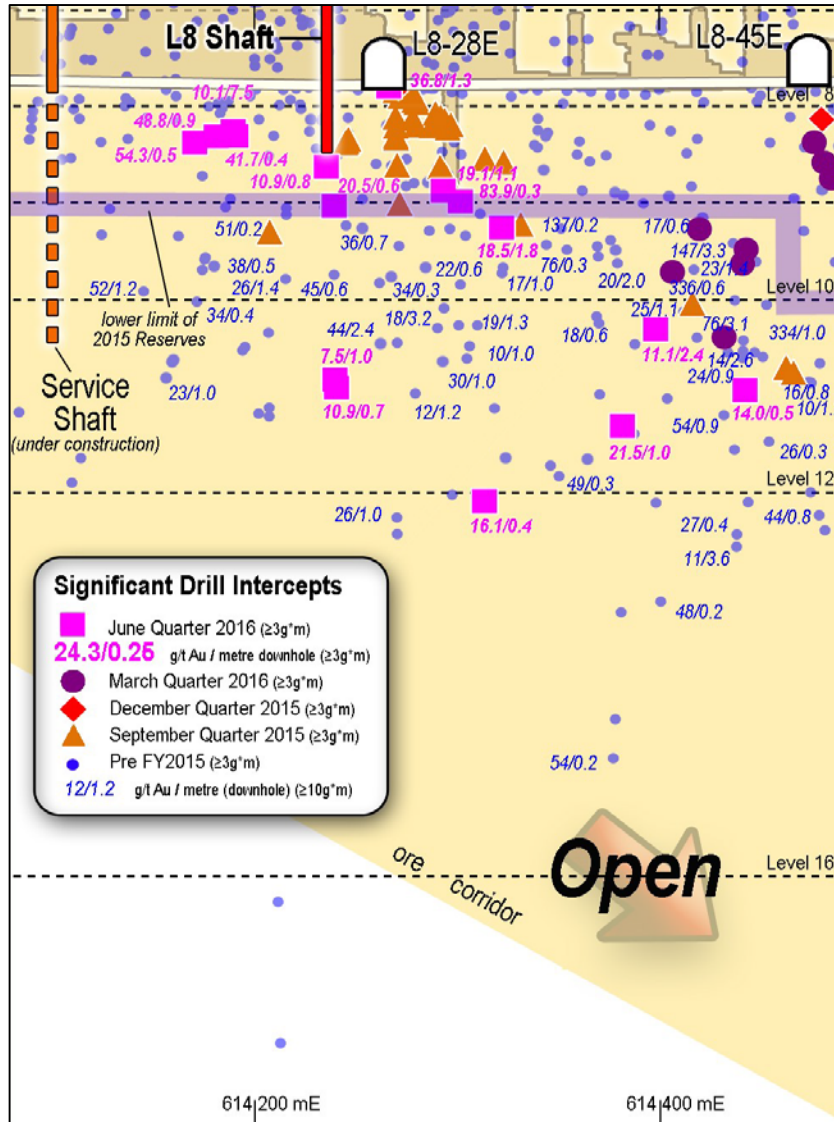 L8 Shaft
L8-28E
L8-45E
36.8/1.3
10.1/7.5
Level 8
48.8/0.9
54.3/0.5
41.7/0.4
10.9/0.8
20.5/0.6
19.1/1.1
83.9/0.3
51/0.2
36/0.7
18.5/1.8
137/0.2
17/0.6
147/3.3
38/0.5
22/0.6
76/0.3
23/1.4
52/1.2
26/1.4
45/0.6
34/0.3
17/1.0
20/2.0
336/0.6
Level 10
lower limit of
2015 Reserves
34/0.4
44/2.4
18/3.2
19/1.3
18/0.6
25/1.1
76/3.1
334/1.0
7.5/1.0
10/1.0
11.1/2.4
14/2.6
Service
Shaft
(under construction)
23/1.0
30/1.0
24/0.9
16/0.8
10.9/0.7
12/1.2
14.0/0.5
10/1.
54/0.9
21.5/1.0
26/0.3
49/0.3
Level 12
16.1/0.4
26/1.0
27/0.4
44/0.8
11/3.6
Significant Drill Intercepts
June Quarter 2016 (≥3g*m)
24.3/0.25 g/t Au / metre downhole (≥3g*m)
March Quarter 2016 (≥3g*m)
December Quarter 2015 (≥3g*m)
September Quarter 2015 (≥3g*m)
Pre FY2015 (≥3g*m)
12/1.2 g/t Au / metre (downhole) (≥10g*m)
48/0.2
54/0.2
ore corridor
Open
Level 16
614 200 mE
614 400 mE